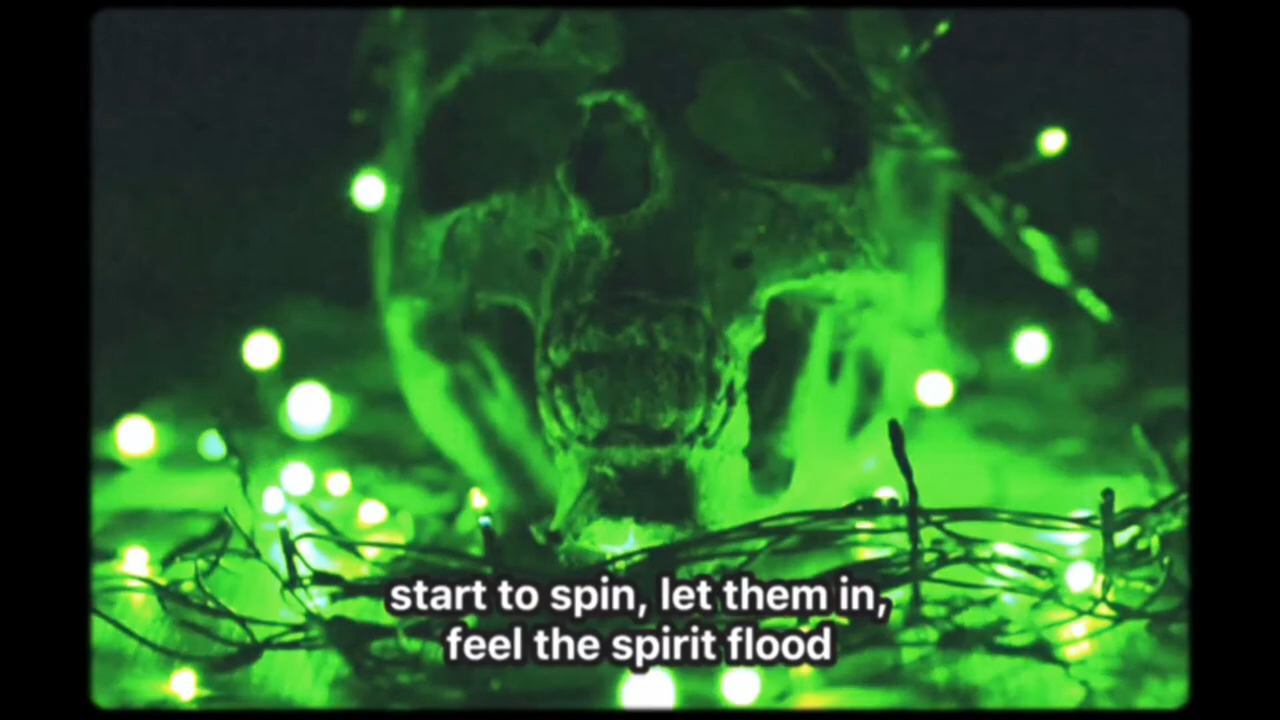 start to spin, let them in,
feel the spirit flood